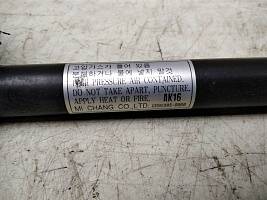 고압가스가 들어 있음
분해하거나 불에 넣지 말것
HIGH PRESSURE AIR CONTAINED.
DO NOT TAKE APART, PUNCTURE,
APPLY HEAT OR FIRE. AK16
MI CHANG CO., LTD.